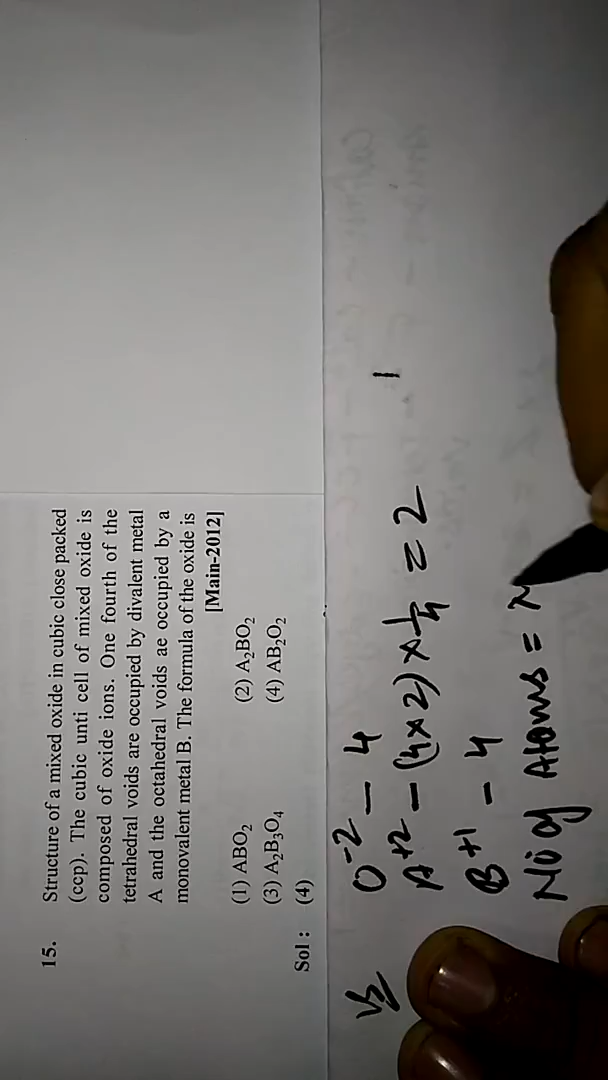 15. Structure of a mixed oxide in cubic close packed
(ccp). The cubic unti cell of mixed oxide is
composed of oxide ions. One fourth of the
tetrahedral voids are occupied by divalent metal
A and the octahedral voids ae occupied by a
monovalent metal B. The formula of the oxide is
[Main-2012]
(1) ABO₂ (2) A₂BO₂
(3) A₂B₃O₄ (4) AB₂O₂
Sol : (4)
O⁻² – 4
A⁺² – (4×2) × 1/4 = 2
B⁺¹ – 4
No of Atoms =